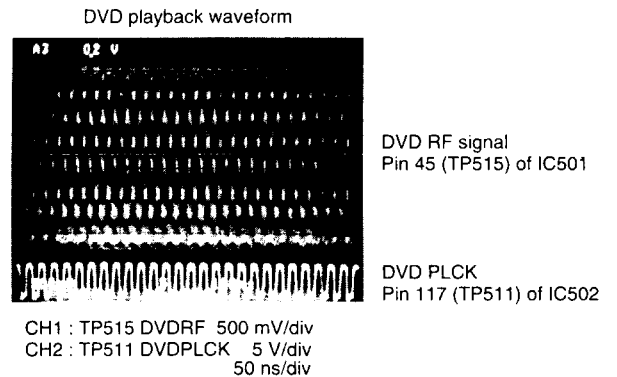 DVD playback waveform
A3 0,2 V
DVD RF signal
Pin 45 (TP515) of IC501
DVD PLCK
Pin 117 (TP511) of IC502
CH1 : TP515 DVDRF 500 mV/div
CH2 : TP511 DVDPLCK 5 V/div
50 ns/div